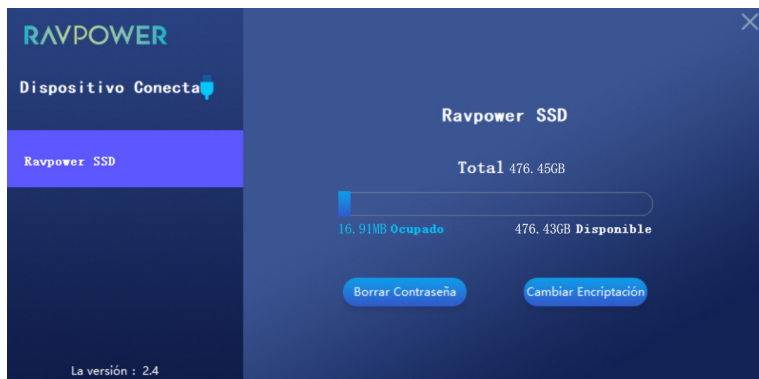 RAVPOWER
Dispositivo Conecta
Ravpower SSD
La versión : 2.4
Ravpower SSD
Total 476.45GB
16.91MB Ocupado 476.43GB Disponible
Borrar Contraseña Cambiar Encriptación